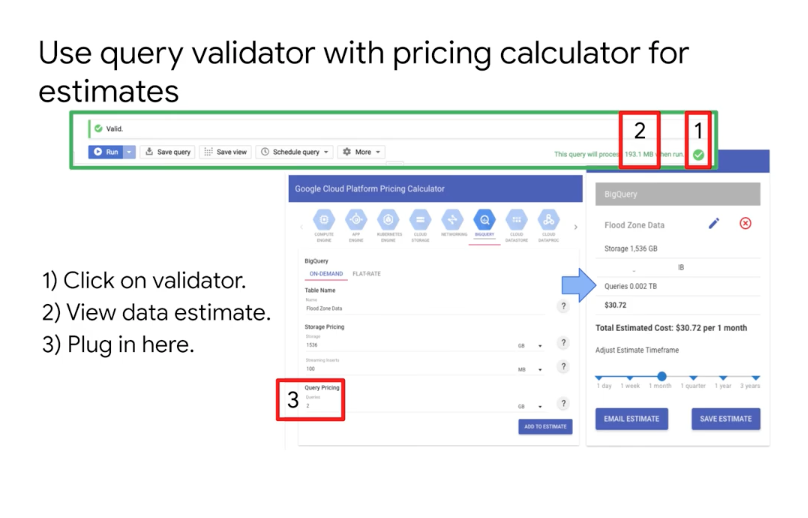 Use query validator with pricing calculator for
estimates
Valid.
2
1
Run
Save query
Save view
Schedule query
More
This query will process 193.1 MB when run.
Google Cloud Platform Pricing Calculator
COMPUTE ENGINE
APP ENGINE
KUBERNETES ENGINE
CLOUD STORAGE
NETWORKING
BIGQUERY
CLOUD DATASTORE
CLOUD DATAPROC
BigQuery
ON-DEMAND
FLAT-RATE
Table Name
Name
Flood Zone Data
?
Storage Pricing
Storage
1536
GB
?
Streaming Inserts
100
MB
?
Query Pricing
3
Queries
2
GB
?
ADD TO ESTIMATE
BigQuery
Flood Zone Data
Storage 1,536 GB
Queries 0.002 TB
$30.72
Total Estimated Cost: $30.72 per 1 month
Adjust Estimate Timeframe
1 day 1 week 1 month 1 quarter 1 year 3 years
EMAIL ESTIMATE
SAVE ESTIMATE
1) Click on validator.
2) View data estimate.
3) Plug in here.